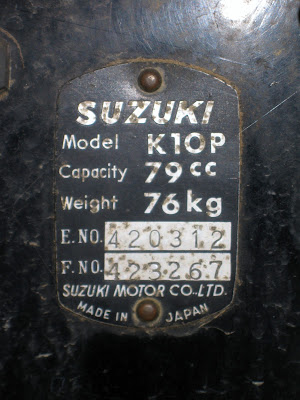 SUZUKI
Model K10P
Capacity 79cc
Weight 76kg
E.NO. 420312
F.NO. 423267
SUZUKI MOTOR CO.-LTD.
MADE IN JAPAN